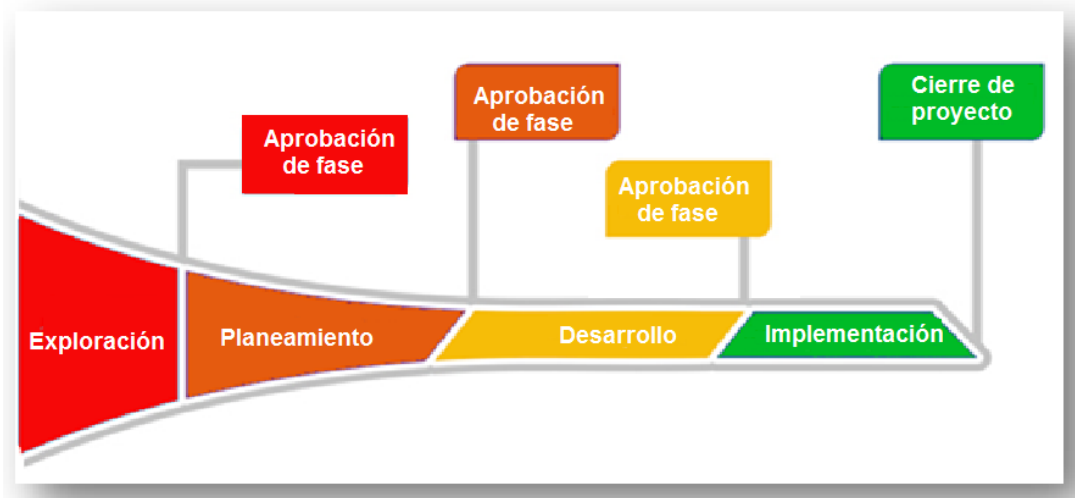 Aprobación
de fase
Aprobación
de fase
Aprobación
de fase
Cierre de
proyecto
Exploración
Planeamiento
Desarrollo
Implementación